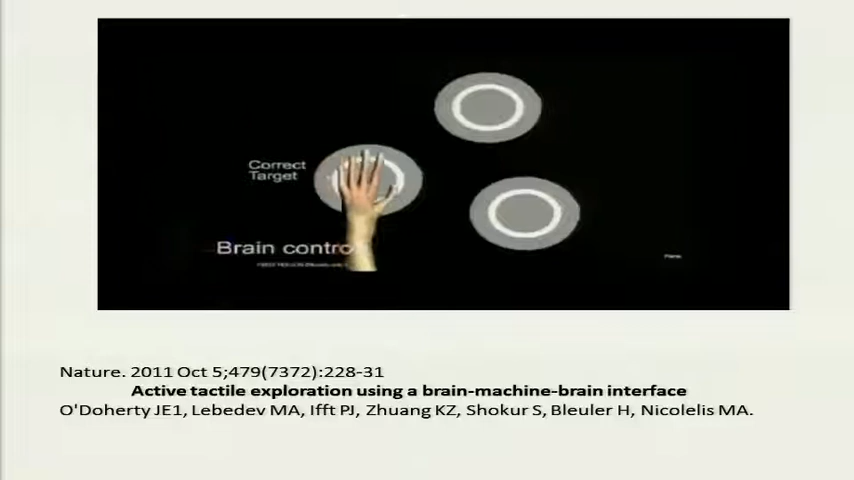 Correct
Target
Brain contro
Nature. 2011 Oct 5;479(7372):228-31
Active tactile exploration using a brain-machine-brain interface
O'Doherty JE1, Lebedev MA, Ifft PJ, Zhuang KZ, Shokur S, Bleuler H, Nicolelis MA.